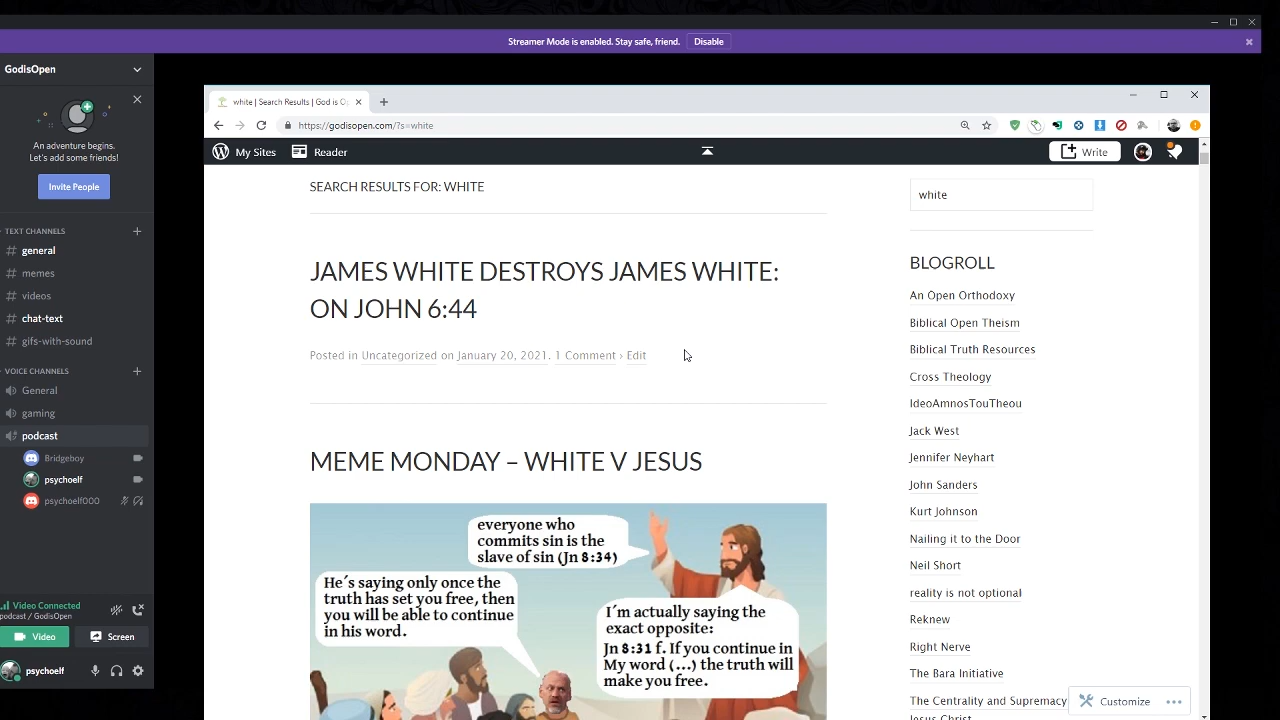 Streamer Mode is enabled. Stay safe, friend.
Disable
GodisOpen
An adventure begins.
Let's add some friends!
Invite People
TEXT CHANNELS
# general
# memes
# videos
# chat-text
# gifs-with-sound
VOICE CHANNELS
General
gaming
podcast
Bridgeboy
psychoelf
psychoelf000
Video Connected
podcast / GodisOpen
Video
Screen
psychoelf
white | Search Results | God is O
https://godisopen.com/?s=white
My Sites
Reader
Write
SEARCH RESULTS FOR: WHITE
JAMES WHITE DESTROYS JAMES WHITE:
ON JOHN 6:44
Posted in Uncategorized on January 20, 2021. 1 Comment › Edit
MEME MONDAY – WHITE V JESUS
everyone who
commits sin is the
slave of sin (Jn 8:34)
He's saying only once the
truth has set you free, then
you will be able to continue
in his word.
I'm actually saying the
exact opposite:
Jn 8:31 f. If you continue in
My word (...) the truth will
make you free.
white
BLOGROLL
An Open Orthodoxy
Biblical Open Theism
Biblical Truth Resources
Cross Theology
IdeoAmnosTouTheou
Jack West
Jennifer Neyhart
John Sanders
Kurt Johnson
Nailing it to the Door
Neil Short
reality is not optional
Reknew
Right Nerve
The Bara Initiative
The Centrality and Supremacy
Jesus Christ
Customize